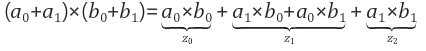 (a₀+a₁)×(b₀+b₁)=a₀×b₀ + a₁×b₀+a₀×b₁ + a₁×b₁
z₀ z₁ z₂